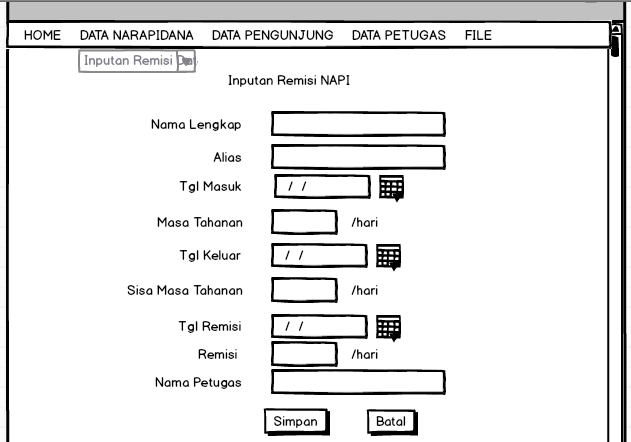 HOME DATA NARAPIDANA DATA PENGUNJUNG DATA PETUGAS FILE
Inputan Remisi
Inputan Remisi NAPI
Nama Lengkap
Alias
Tgl Masuk / /
Masa Tahanan /hari
Tgl Keluar / /
Sisa Masa Tahanan /hari
Tgl Remisi / /
Remisi /hari
Nama Petugas
Simpan Batal